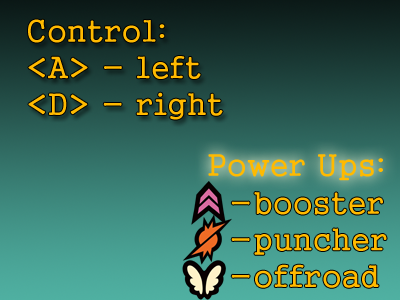 Control:
<A> - left
<D> - right
Power Ups:
-booster
-puncher
-offroad